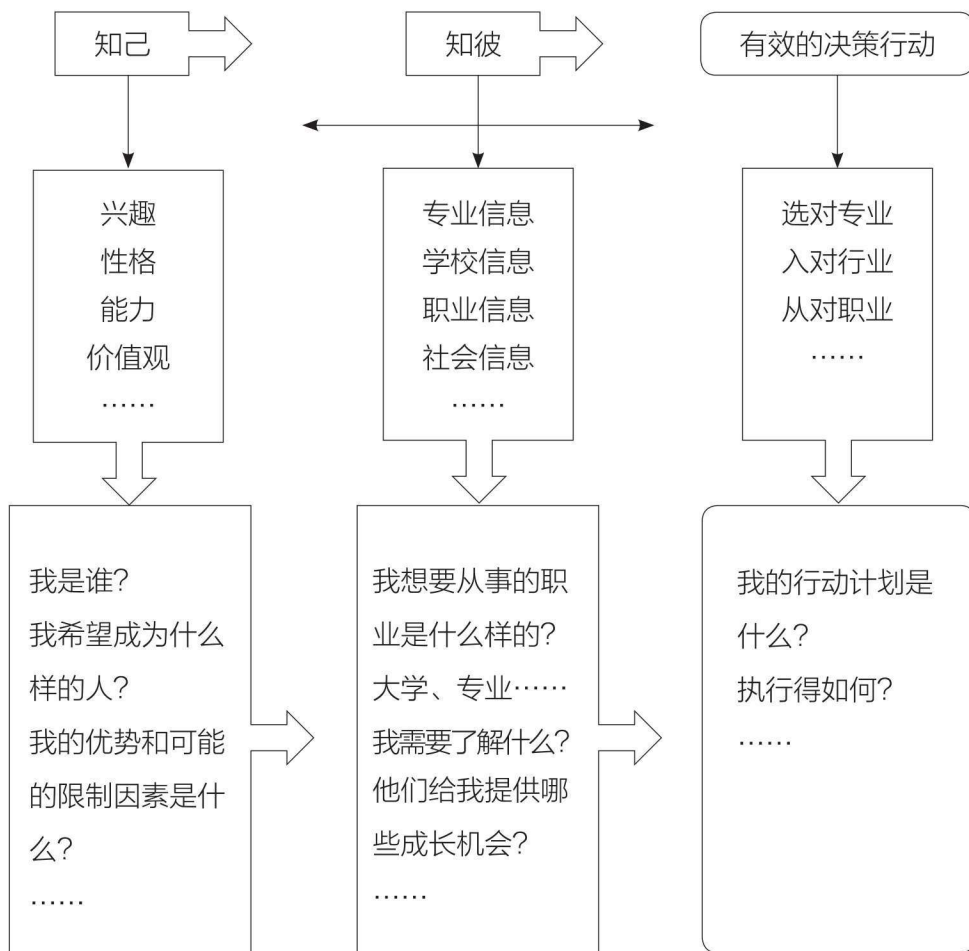 知己
知彼
有效的决策行动
兴趣
性格
能力
价值观
……
专业信息
学校信息
职业信息
社会信息
……
选对专业
入对行业
从对职业
……
我是谁？
我希望成为什么
样的人？
我的优势和可能
的限制因素是什
么？
……
我想要从事的职
业是什么样的？
大学、专业……
我需要了解什么？
他们给我提供哪
些成长机会？
……
我的行动计划是
什么？
执行得如何？
……